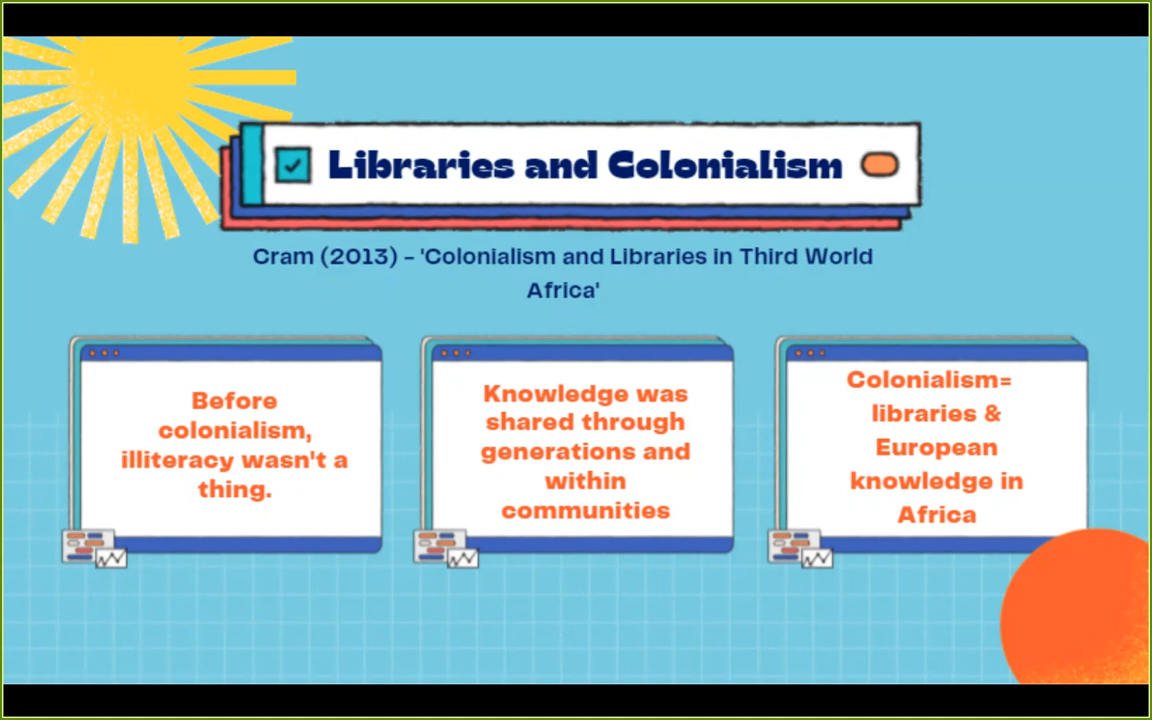 Libraries and Colonialism
Cram (2013) - 'Colonialism and Libraries in Third World
Africa'
Before
colonialism,
illiteracy wasn't a
thing.
Knowledge was
shared through
generations and
within
communities
Colonialism=
libraries &
European
knowledge in
Africa